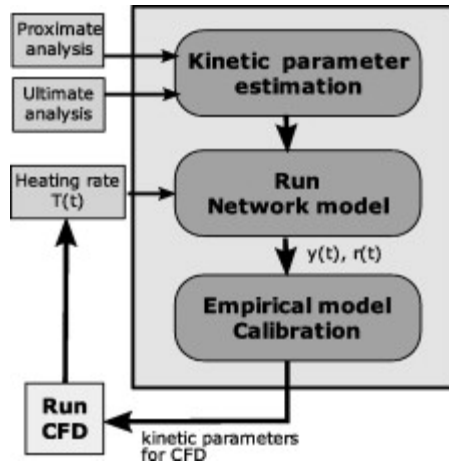 Proximate
analysis
Ultimate
analysis
Kinetic parameter
estimation
Heating rate
T(t)
Run
Network model
y(t), r(t)
Empirical model
Calibration
Run
CFD
kinetic parameters
for CFD